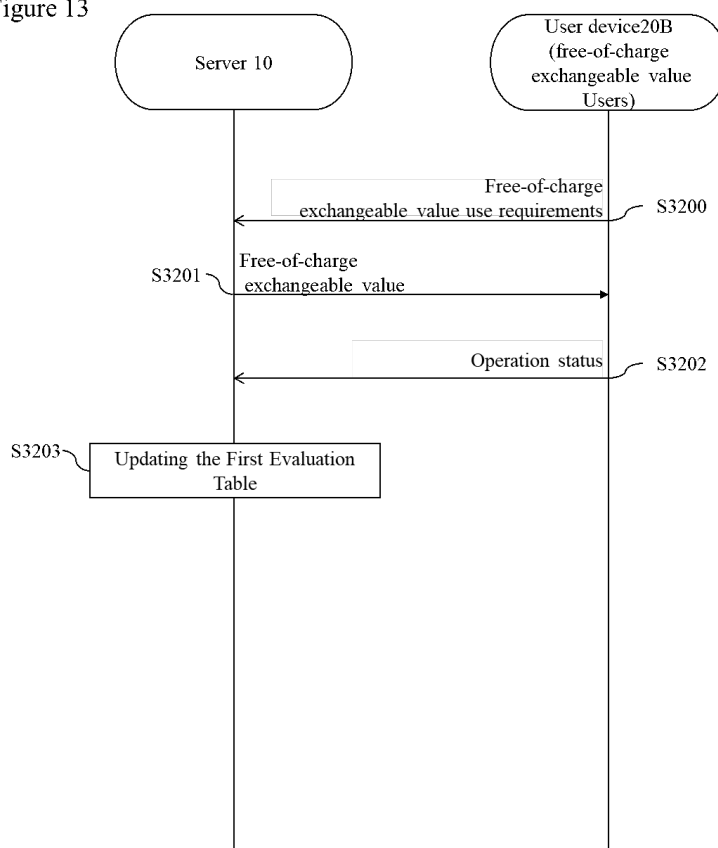 igure 13
Server 10
User device20B
(free-of-charge
exchangeable value
Users)
Free-of-charge
exchangeable value use requirements
S3200
S3201
Free-of-charge
exchangeable value
Operation status
S3202
S3203
Updating the First Evaluation
Table